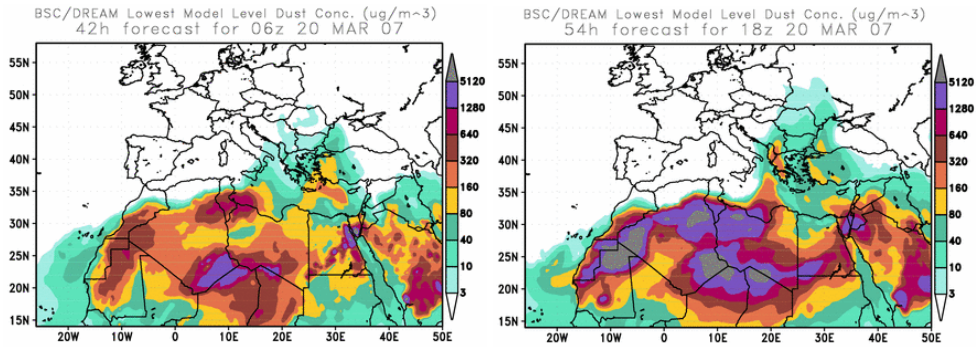 BSC/DREAM Lowest Model Level Dust Conc. (ug/m^3)
42h forecast for 06z 20 MAR 07
55N
50N
45N
40N
35N
30N
25N
20N
15N
20W
10W
0
10E
20E
30E
40E
50E
5120
1280
640
320
160
80
40
10
3
BSC/DREAM Lowest Model Level Dust Conc. (ug/m^3)
54h forecast for 18z 20 MAR 07
55N
50N
45N
40N
35N
30N
25N
20N
15N
20W
10W
0
10E
20E
30E
40E
50E
5120
1280
640
320
160
80
40
10
3